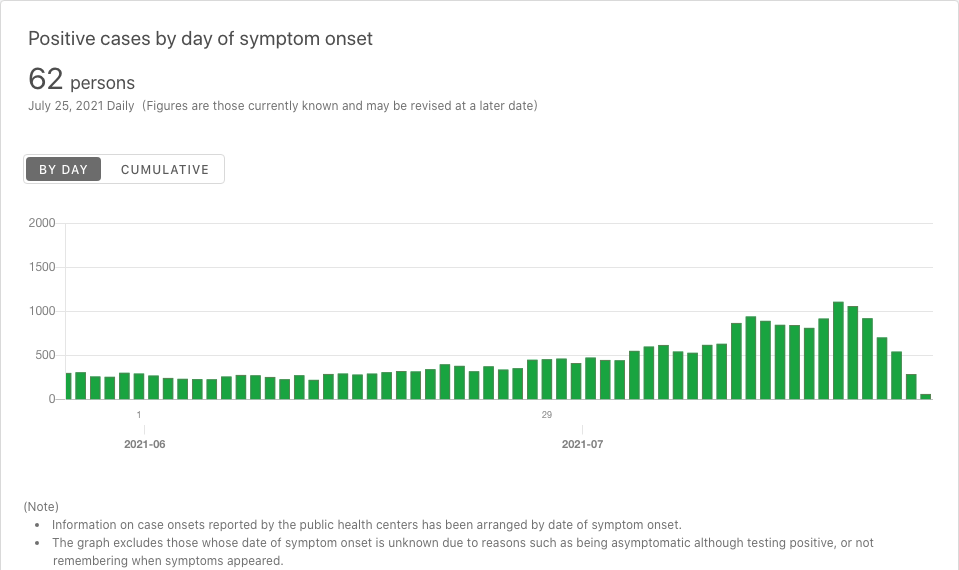 Positive cases by day of symptom onset
62 persons
July 25, 2021 Daily (Figures are those currently known and may be revised at a later date)
BY DAY CUMULATIVE
2000
1500
1000
500
0
1 29
2021-06 2021-07
(Note)
• Information on case onsets reported by the public health centers has been arranged by date of symptom onset.
• The graph excludes those whose date of symptom onset is unknown due to reasons such as being asymptomatic although testing positive, or not
remembering when symptoms appeared.